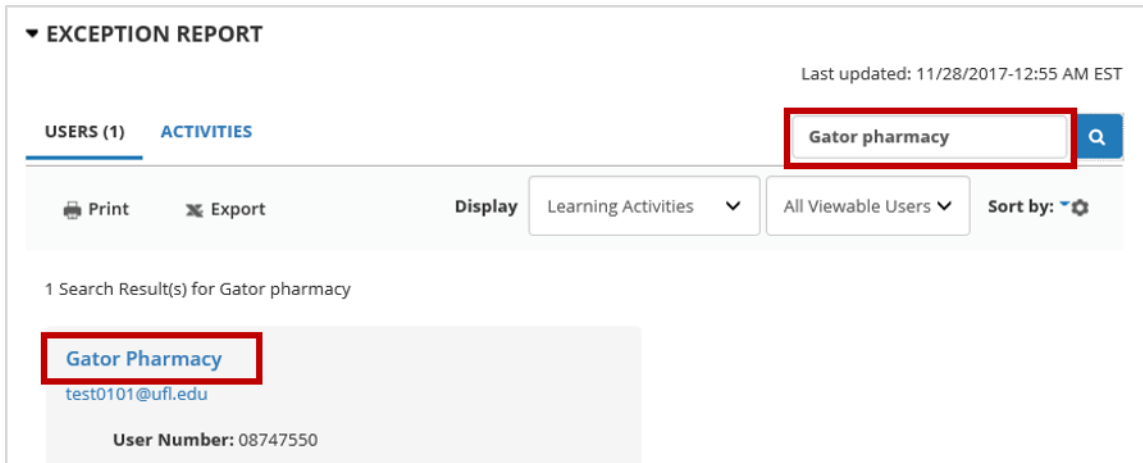 EXCEPTION REPORT
Last updated: 11/28/2017-12:55 AM EST
USERS (1) ACTIVITIES Gator pharmacy
Print Export Display Learning Activities All Viewable Users Sort by:
1 Search Result(s) for Gator pharmacy
Gator Pharmacy
test0101@ufl.edu
User Number: 08747550